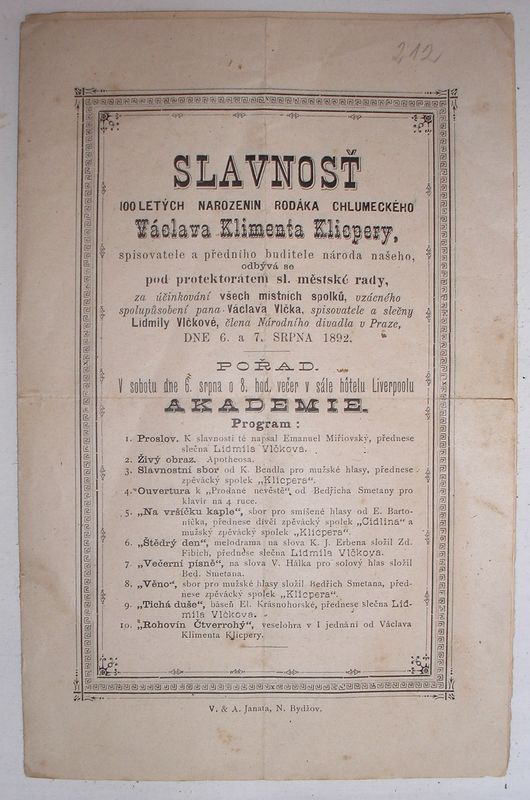 212
SLAVNOSŤ
100 LETÝCH NAROZENIN RODÁKA CHLUMECKÉHO
Václava Klimenta Klicpery,
spisovatele a předního buditele národa našeho,
odbývá se
pod protektorátem sl. městské rady,
za účinkování všech místních spolků, vzácného
spolupůsobení pana Václava Vlčka, spisovatele a slečny
Lidmily Vlčkové, člena Národního divadla v Praze,
DNE 6. a 7. SRPNA 1892.
POŘAD.
V sobotu dne 6. srpna o 8. hod. večer v sále hôtelu Liverpoolu
AKADEMIE.
Program:
1. Proslov. K slavnosti té napsal Emanuel Miřiovský, přednese
slečna Lidmila Vlčkova.
2. Živý obraz. Apotheosa.
3. Slavnostní sbor od K. Bendla pro mužské hlasy, přednese
zpěvácký spolek „Klicpera“.
4. Ouvertura k „Prodané nevěstě“ od Bedřicha Smetany pro
klavír na 4 ruce.
5. „Na vršíčku kaple“, sbor pro smíšené hlasy od E. Barto-
níčka, přednese dívčí zpěvácký spolek „Cidlina“ a
mužský zpěvácký spolek „Klicpera“.
6. „Štědrý den“, melodrama na slova K. J. Erbena složil Zd.
Fibich, přednese slečna Lidmila Vlčkova.
7. „Večerní písně“, na slova V. Hálka pro solový hlas složil
Bed. Smetana.
8. „Věno“, sbor pro mužské hlasy složil Bedřich Smetana, před-
nese zpěvácký spolek „Klicpera“.
9. „Tichá duše“, báseň El. Krásnohorské, přednese slečna Lid-
mila Vlčkova.
10. „Rohovín Čtverrohý“, veselohra v 1 jednání od Václava
Klimenta Klicpery.
V. & A. Janata, N. Bydžov.